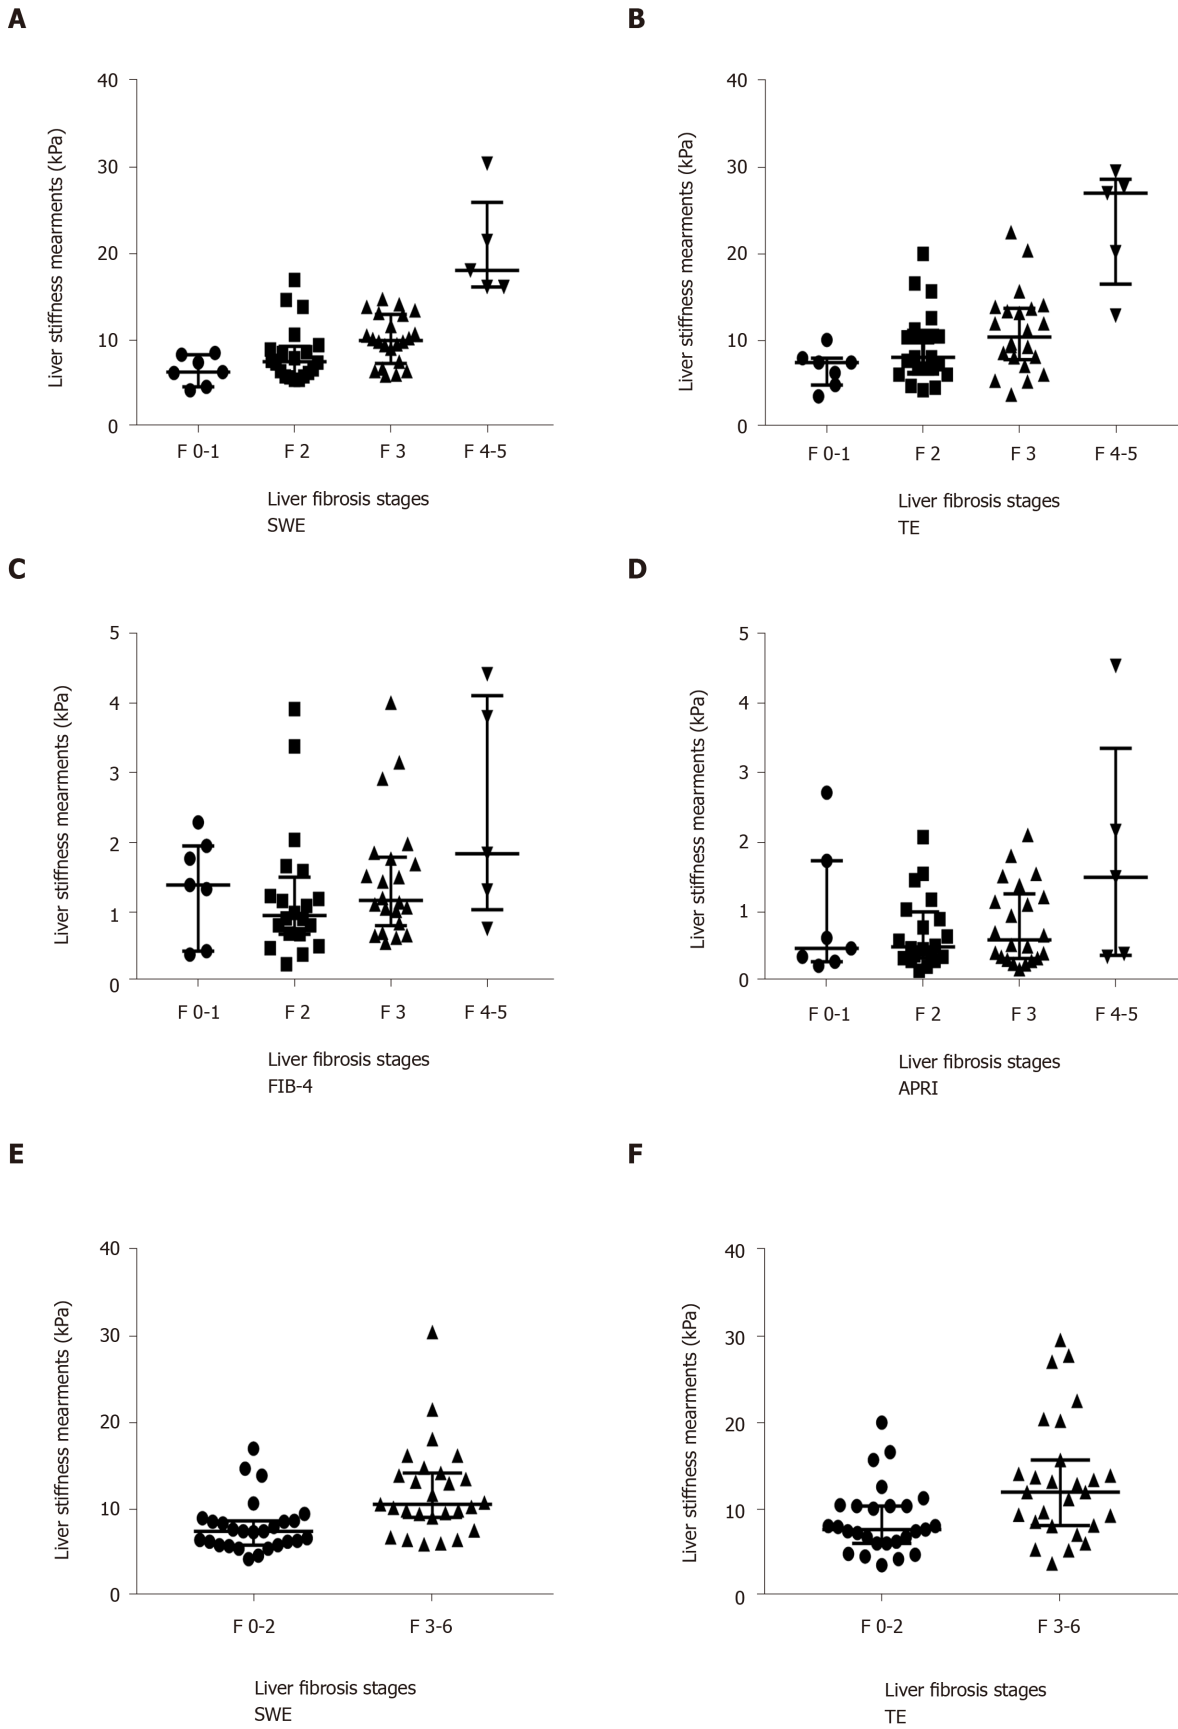 A
Liver stiffness mearments (kPa)
40
30
20
10
0
F 0-1
F 2
F 3
F 4-5
Liver fibrosis stages
SWE
B
Liver stiffness mearments (kPa)
40
30
20
10
0
F 0-1
F 2
F 3
F 4-5
Liver fibrosis stages
TE
C
Liver stiffness mearments (kPa)
5
4
3
2
1
0
F 0-1
F 2
F 3
F 4-5
Liver fibrosis stages
FIB-4
D
Liver stiffness mearments (kPa)
5
4
3
2
1
0
F 0-1
F 2
F 3
F 4-5
Liver fibrosis stages
APRI
E
Liver stiffness mearments (kPa)
40
30
20
10
0
F 0-2
F 3-6
Liver fibrosis stages
SWE
F
Liver stiffness mearments (kPa)
40
30
20
10
0
F 0-2
F 3-6
Liver fibrosis stages
TE